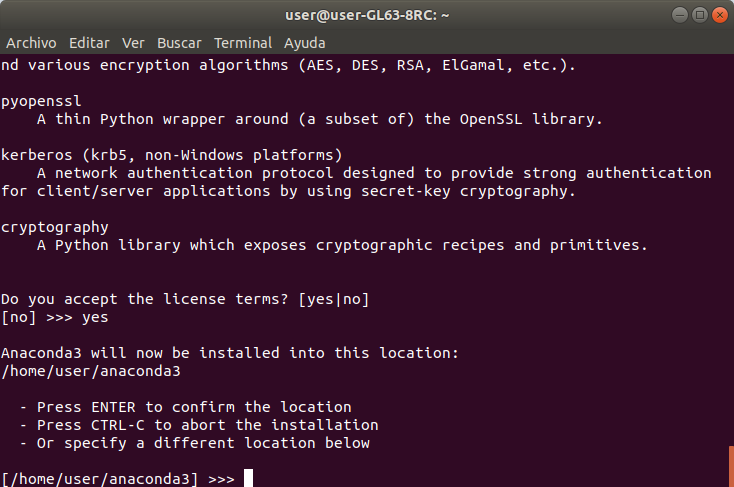 user@user-GL63-8RC: ~
Archivo Editar Ver Buscar Terminal Ayuda
nd various encryption algorithms (AES, DES, RSA, ElGamal, etc.).
pyopenssl
A thin Python wrapper around (a subset of) the OpenSSL library.
kerberos (krb5, non-Windows platforms)
A network authentication protocol designed to provide strong authentication
for client/server applications by using secret-key cryptography.
cryptography
A Python library which exposes cryptographic recipes and primitives.
Do you accept the license terms? [yes|no]
[no] >>> yes
Anaconda3 will now be installed into this location:
/home/user/anaconda3
- Press ENTER to confirm the location
- Press CTRL-C to abort the installation
- Or specify a different location below
[/home/user/anaconda3] >>>